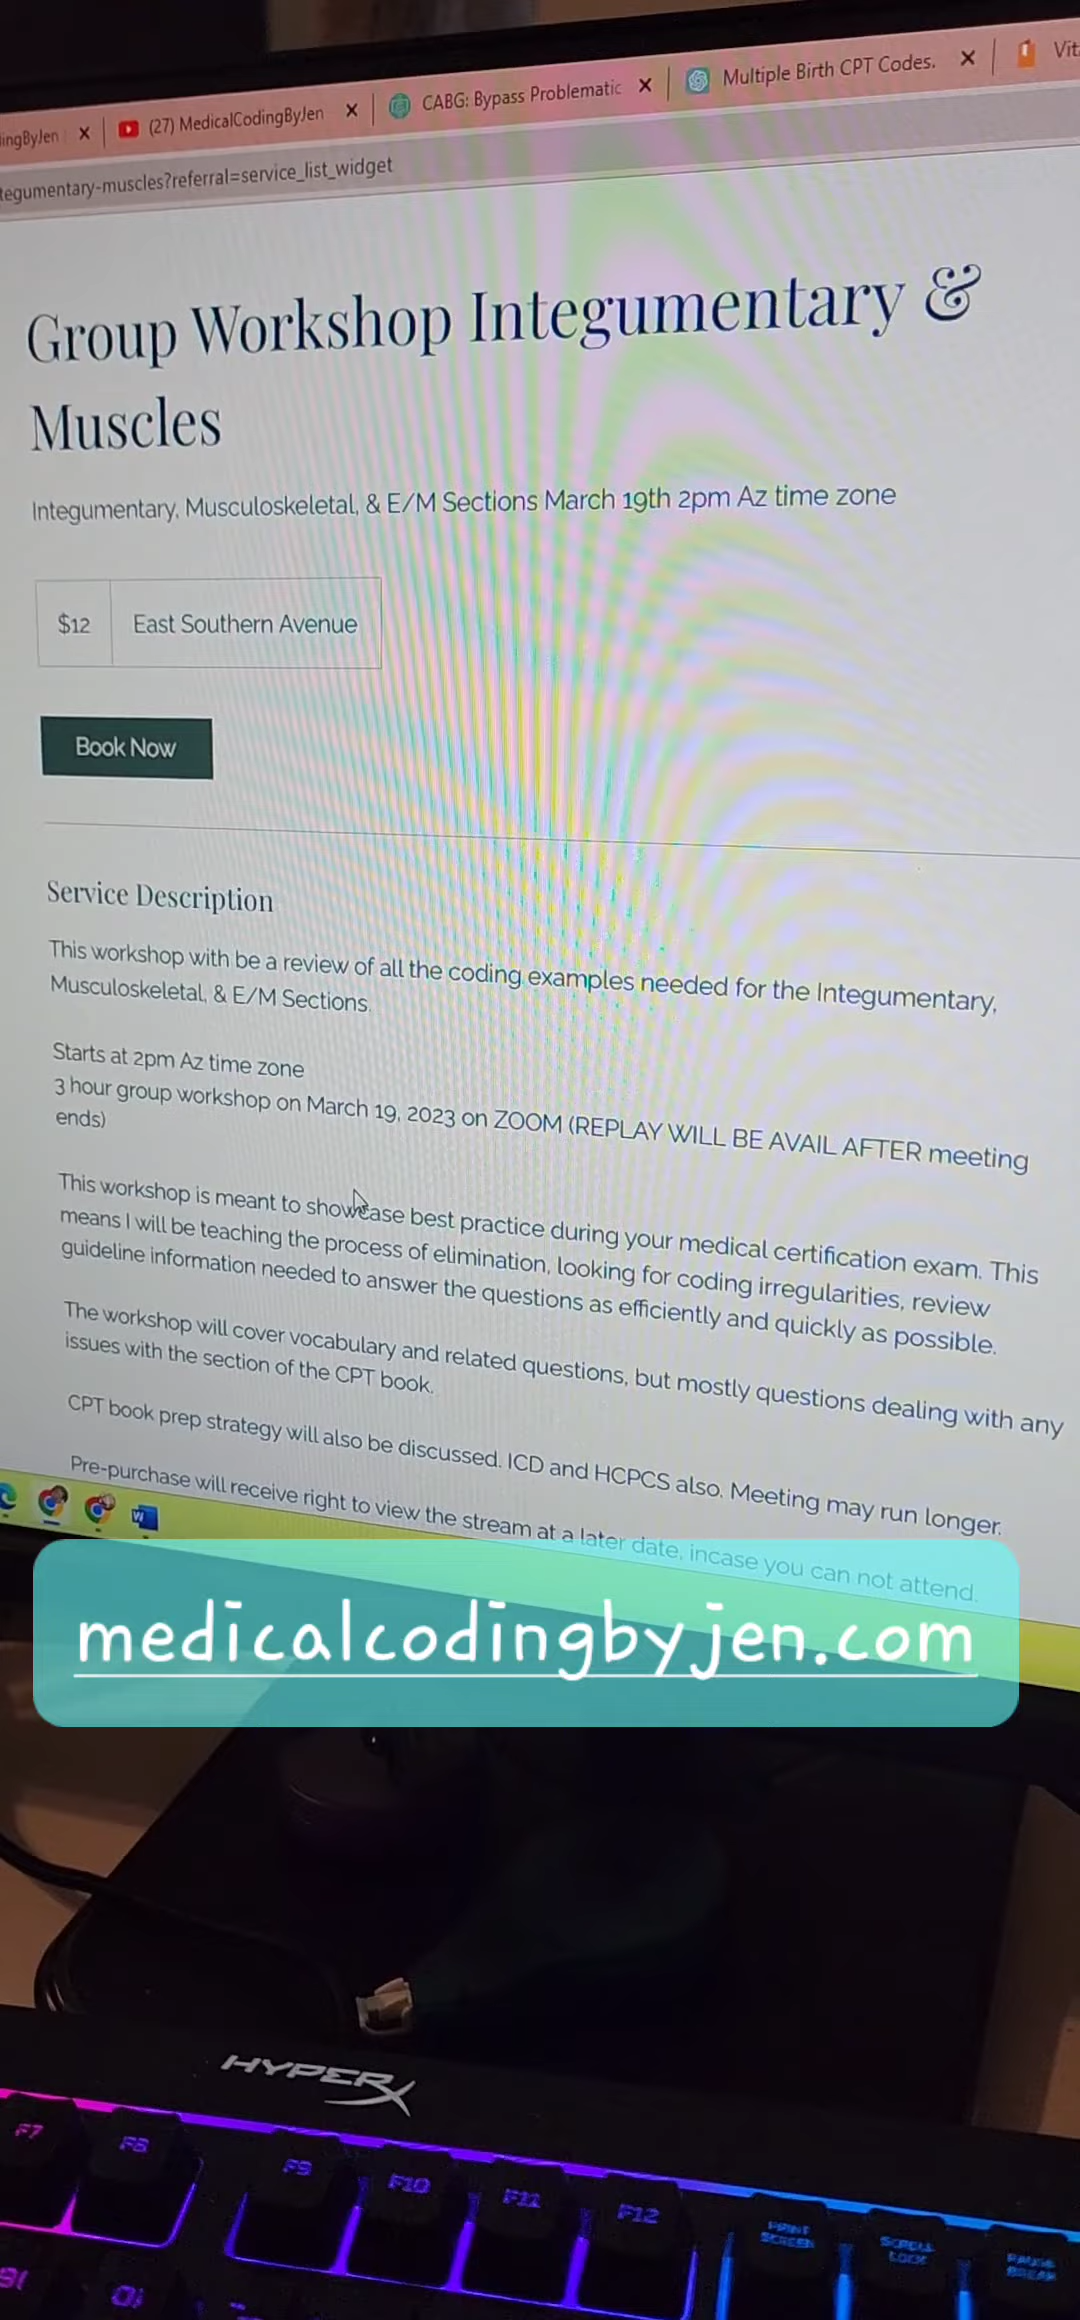 ingByJen
(27) MedicalCodingByJen
CABG: Bypass Problematic
Multiple Birth CPT Codes.
Vit
tegumentary-muscles?referral=service_list_widget
Group Workshop Integumentary &
Muscles
Integumentary, Musculoskeletal, & E/M Sections March 19th 2pm Az time zone
$12
East Southern Avenue
Book Now
Service Description
This workshop with be a review of all the coding examples needed for the Integumentary,
Musculoskeletal, & E/M Sections.
Starts at 2pm Az time zone
3 hour group workshop on March 19, 2023 on ZOOM (REPLAY WILL BE AVAIL AFTER meeting
ends)
This workshop is meant to showcase best practice during your medical certification exam. This
means I will be teaching the process of elimination, looking for coding irregularities, review
guideline information needed to answer the questions as efficiently and quickly as possible.
The workshop will cover vocabulary and related questions, but mostly questions dealing with any
issues with the section of the CPT book.
CPT book prep strategy will also be discussed. ICD and HCPCS also. Meeting may run longer.
Pre-purchase will receive right to view the stream at a later date, incase you can not attend.
W
medicalcodingbyjen.com
HYPERX
F7
F8
F9
F10
F11
F12
PRINT
SCREEN
SCROLL
LOCK
PAUSE
BREAK